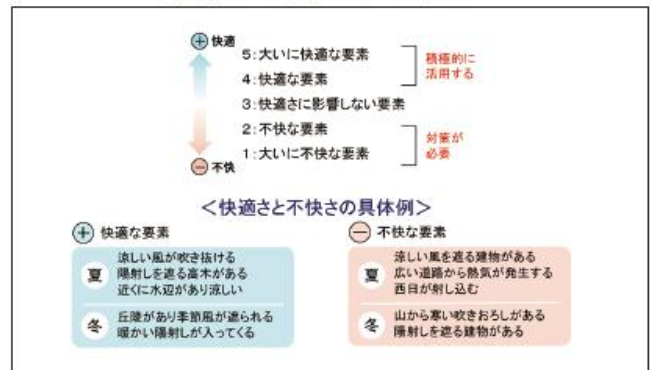 ＋ 快適
5：大いに快適な要素
4：快適な要素
積極的に
活用する
3：快適さに影響しない要素
2：不快な要素
1：大いに不快な要素
対策が
必要
－ 不快
＜快適さと不快さの具体例＞
＋ 快適な要素
夏
涼しい風が吹き抜ける
陽射しを遮る高木がある
近くに水辺があり涼しい
冬
丘陵があり季節風が遮られる
暖かい陽射しが入ってくる
－ 不快な要素
夏
涼しい風を遮る建物がある
広い道路から熱気が発生する
西日が射し込む
冬
山から寒い吹きおろしがある
陽射しを遮る建物がある